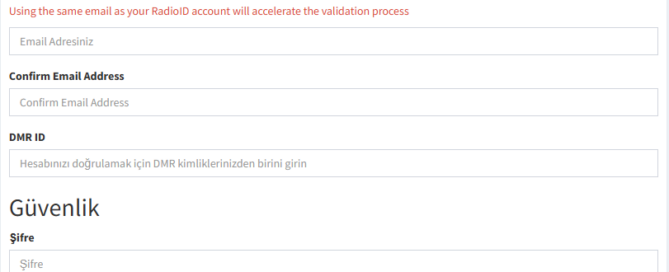 Using the same email as your RadioID account will accelerate the validation process
Email Adresiniz
Confirm Email Address
Confirm Email Address
DMR ID
Hesabınızı doğrulamak için DMR kimliklerinizden birini girin
Güvenlik
Şifre
Şifre